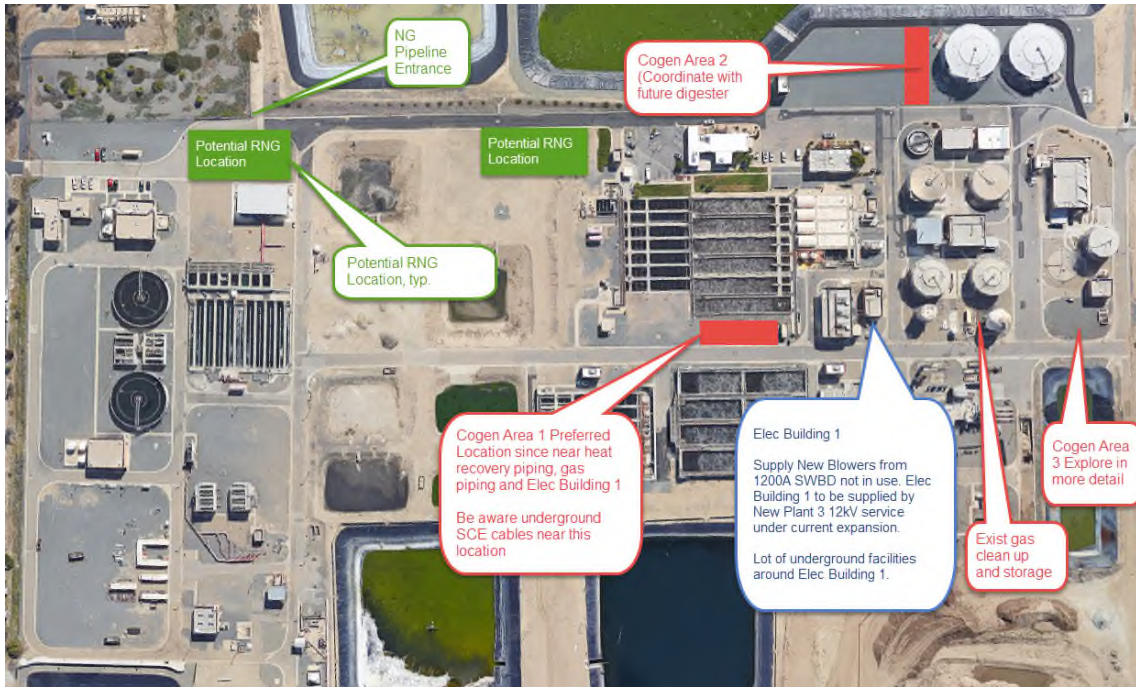 NG
Pipeline
Entrance
Cogen Area 2
(Coordinate with
future digester
Potential RNG
Location
Potential RNG
Location
Potential RNG
Location, typ.
Cogen Area 1 Preferred
Location since near heat
recovery piping, gas
piping and Elec Building 1
Be aware underground
SCE cables near this
location
Elec Building 1
Supply New Blowers from
1200A SWBD not in use. Elec
Building 1 to be supplied by
New Plant 3 12kV service
under current expansion.
Lot of underground facilities
around Elec Building 1.
Exist gas
clean up
and storage
Cogen Area
3 Explore in
more detail